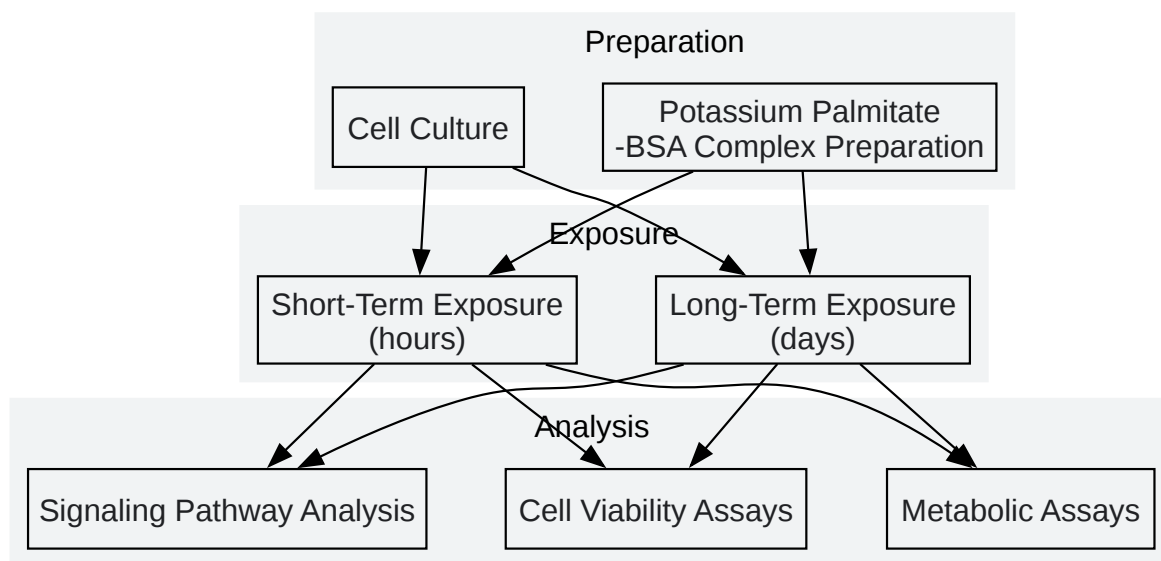 Preparation
Cell Culture
Potassium Palmitate
-BSA Complex Preparation
Exposure
Short-Term Exposure
(hours)
Long-Term Exposure
(days)
Analysis
Signaling Pathway Analysis
Cell Viability Assays
Metabolic Assays